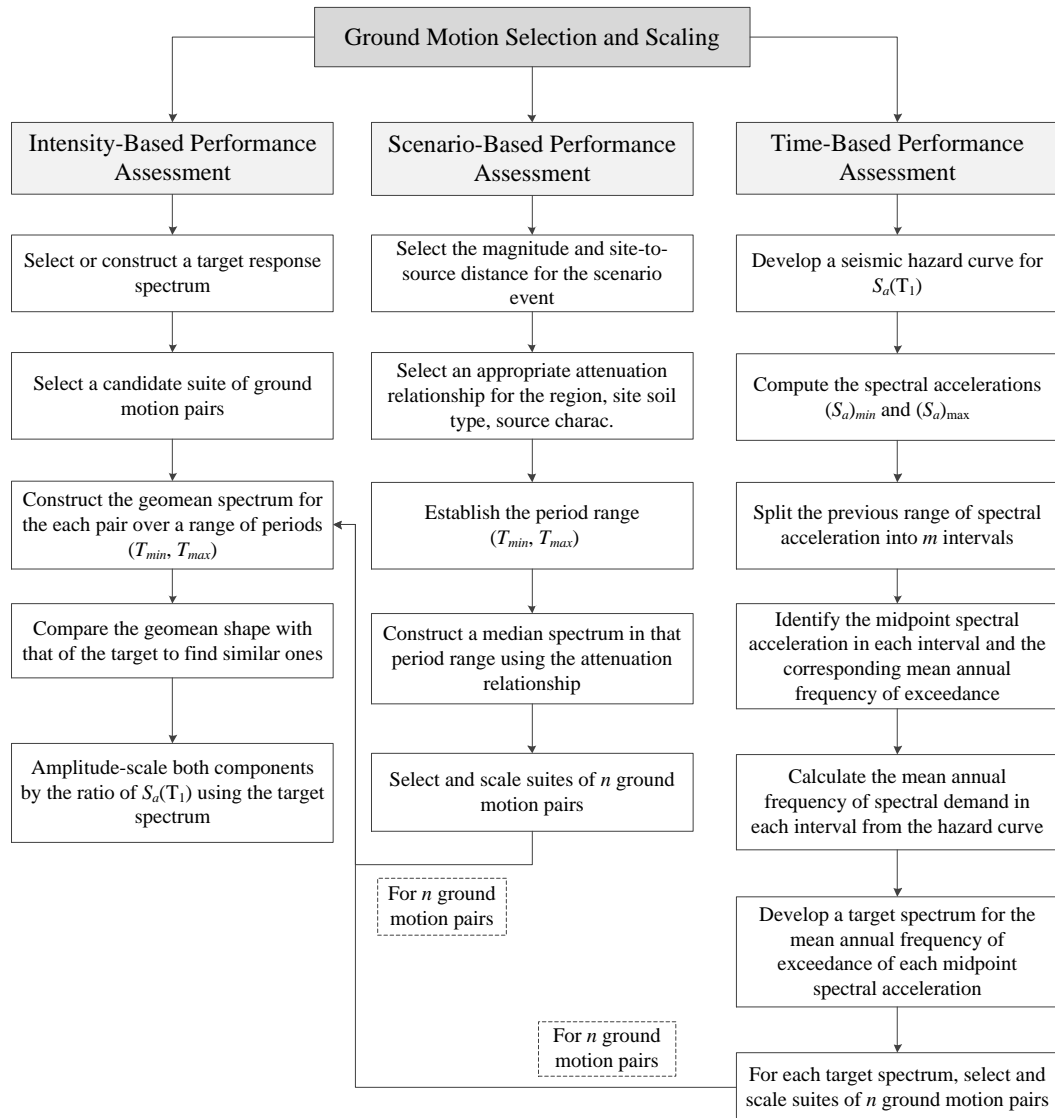 Ground Motion Selection and Scaling
Intensity-Based Performance
Assessment
Select or construct a target response
spectrum
Select a candidate suite of ground
motion pairs
Construct the geomean spectrum for
the each pair over a range of periods
(Tmin, Tmax)
Compare the geomean shape with
that of the target to find similar ones
Amplitude-scale both components
by the ratio of Sa(T1) using the target
spectrum
Scenario-Based Performance
Assessment
Select the magnitude and site-to-
source distance for the scenario
event
Select an appropriate attenuation
relationship for the region, site soil
type, source charac.
Establish the period range
(Tmin, Tmax)
Construct a median spectrum in that
period range using the attenuation
relationship
Select and scale suites of n ground
motion pairs
For n ground
motion pairs
Time-Based Performance
Assessment
Develop a seismic hazard curve for
Sa(T1)
Compute the spectral accelerations
(Sa)min and (Sa)max
Split the previous range of spectral
acceleration into m intervals
Identify the midpoint spectral
acceleration in each interval and the
corresponding mean annual
frequency of exceedance
Calculate the mean annual
frequency of spectral demand in
each interval from the hazard curve
Develop a target spectrum for the
mean annual frequency of
exceedance of each midpoint
spectral acceleration
For each target spectrum, select and
scale suites of n ground motion pairs
For n ground
motion pairs